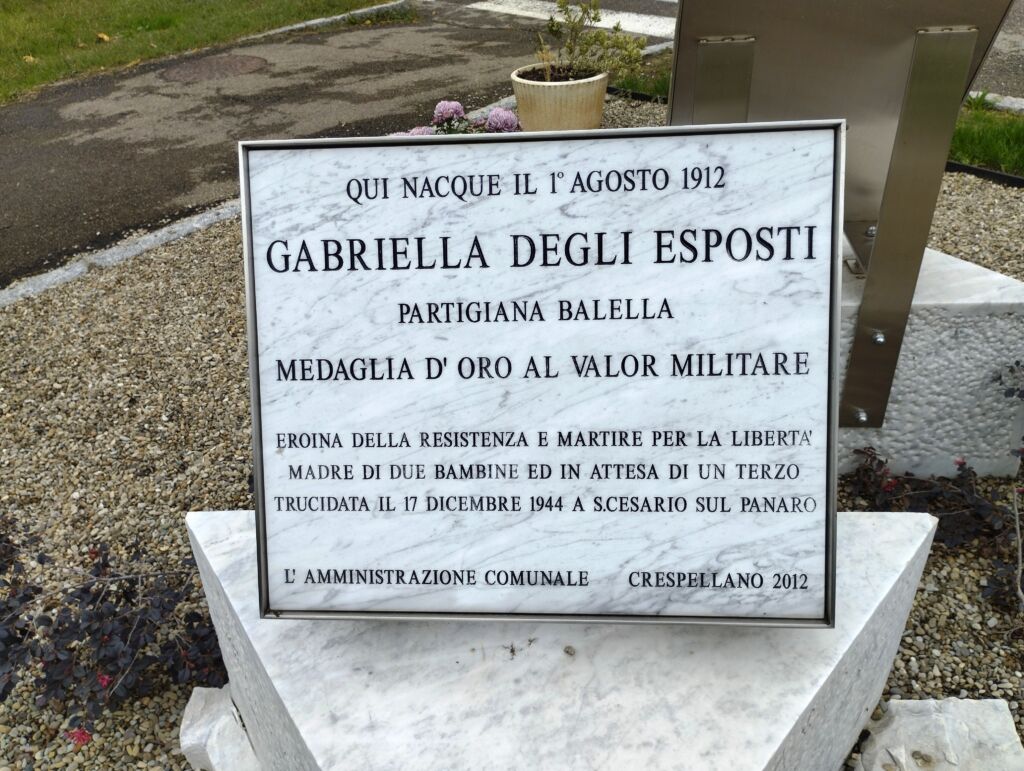 QUI NACQUE IL 1° AGOSTO 1912
GABRIELLA DEGLI ESPOSTI
PARTIGIANA BALELLA
MEDAGLIA D' ORO AL VALOR MILITARE
EROINA DELLA RESISTENZA E MARTIRE PER LA LIBERTA'
MADRE DI DUE BAMBINE ED IN ATTESA DI UN TERZO
TRUCIDATA IL 17 DICEMBRE 1944 A S.CESARIO SUL PANARO
L' AMMINISTRAZIONE COMUNALE CRESPELLANO 2012